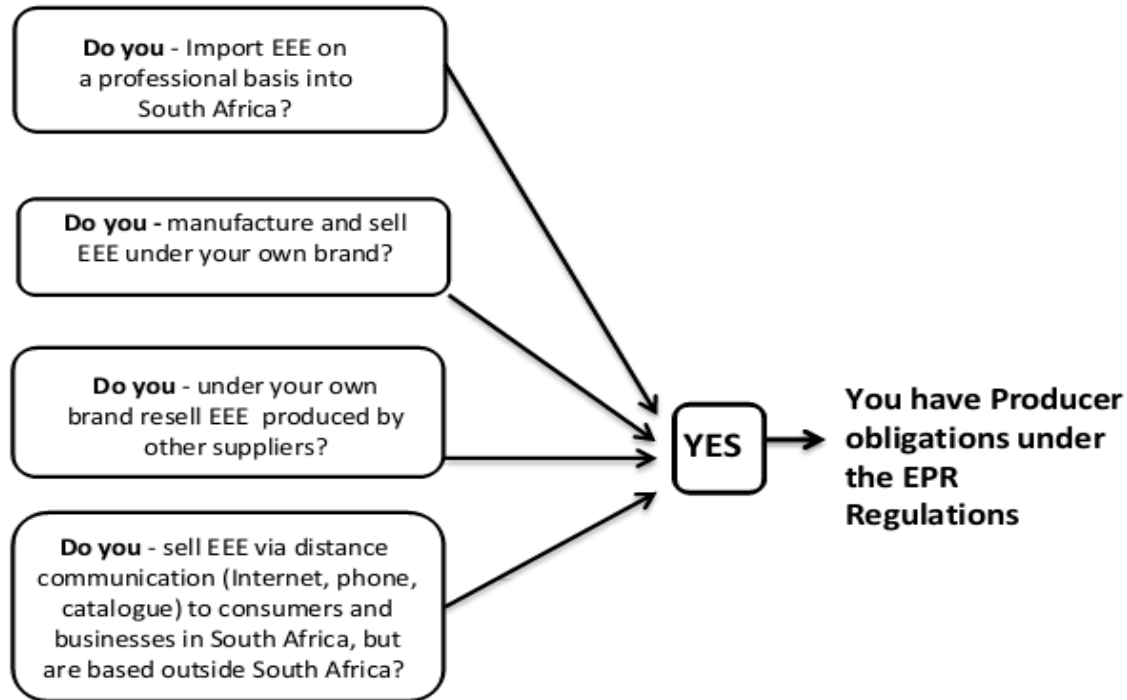 Do you - Import EEE on
a professional basis into
South Africa?
Do you - manufacture and sell
EEE under your own brand?
Do you - under your own
brand resell EEE produced by
other suppliers?
Do you - sell EEE via distance
communication (Internet, phone,
catalogue) to consumers and
businesses in South Africa, but
are based outside South Africa?
YES
You have Producer
obligations under
the EPR
Regulations